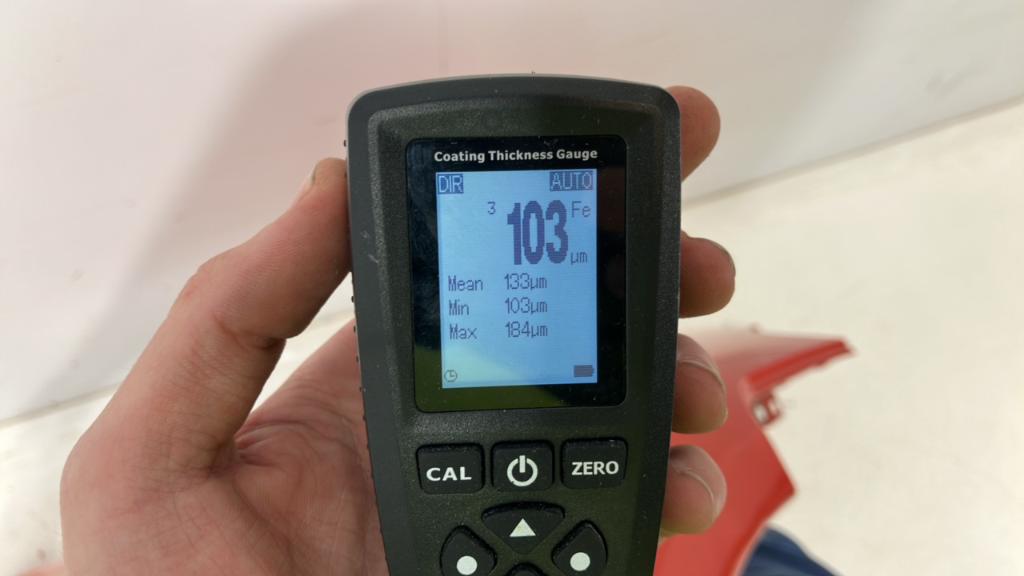 Coating Thickness Gauge
DIR AUTO
3 103 Fe
µm
Mean 133µm
Min 103µm
Max 184µm
CAL ZERO